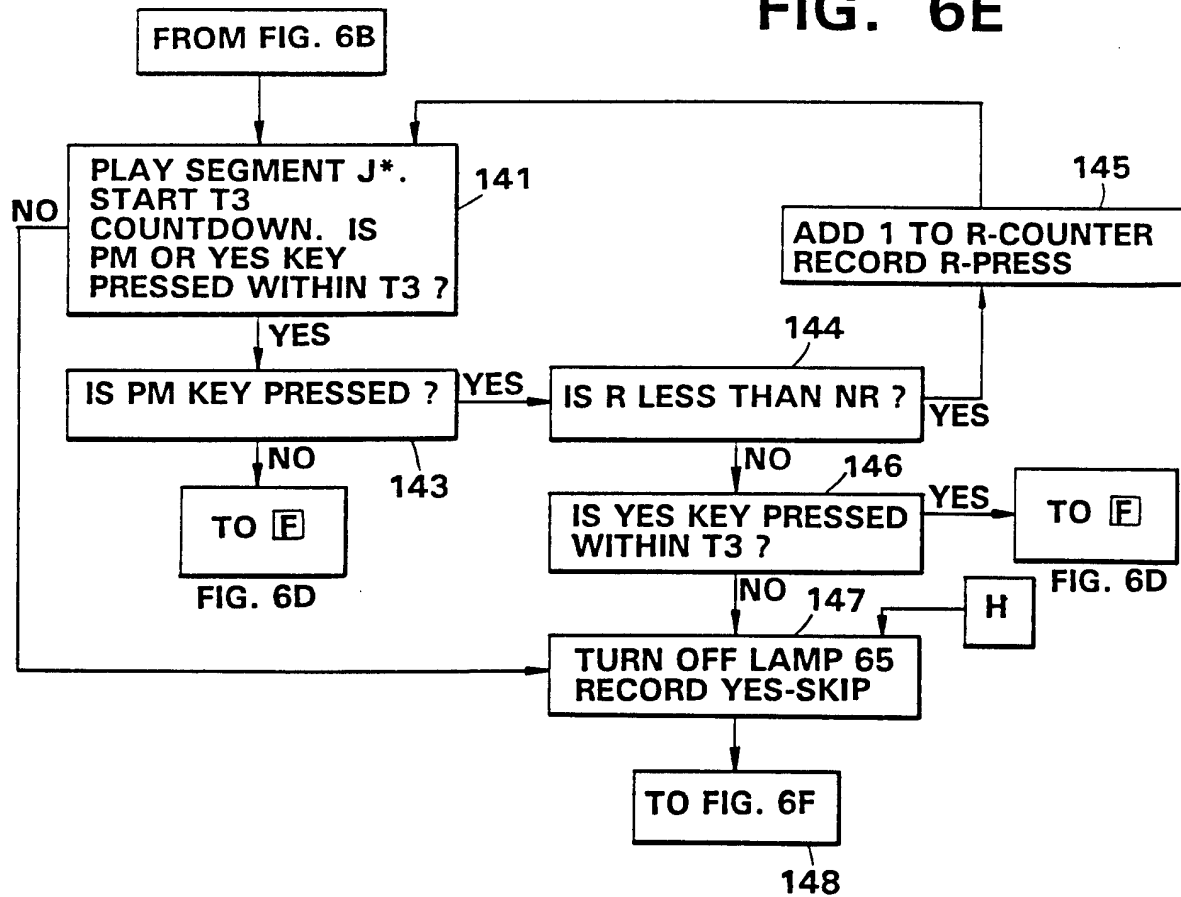 FIG. 6E
FROM FIG. 6B
PLAY SEGMENT J*.
START T3
COUNTDOWN. IS
PM OR YES KEY
PRESSED WITHIN T3 ?
141
NO
YES
145
ADD 1 TO R-COUNTER
RECORD R-PRESS
IS PM KEY PRESSED ?
YES
143
NO
144
IS R LESS THAN NR ?
YES
NO
TO F
FIG. 6D
146
IS YES KEY PRESSED
WITHIN T3 ?
YES
TO F
FIG. 6D
NO
147
H
TURN OFF LAMP 65
RECORD YES-SKIP
TO FIG. 6F
148